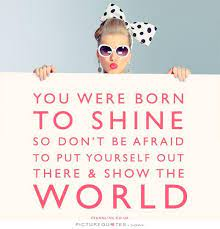 YOU WERE BORN
TO SHINE
SO DON'T BE AFRAID
TO PUT YOURSELF OUT
THERE & SHOW THE
WORLD
PICTUREQUOTES